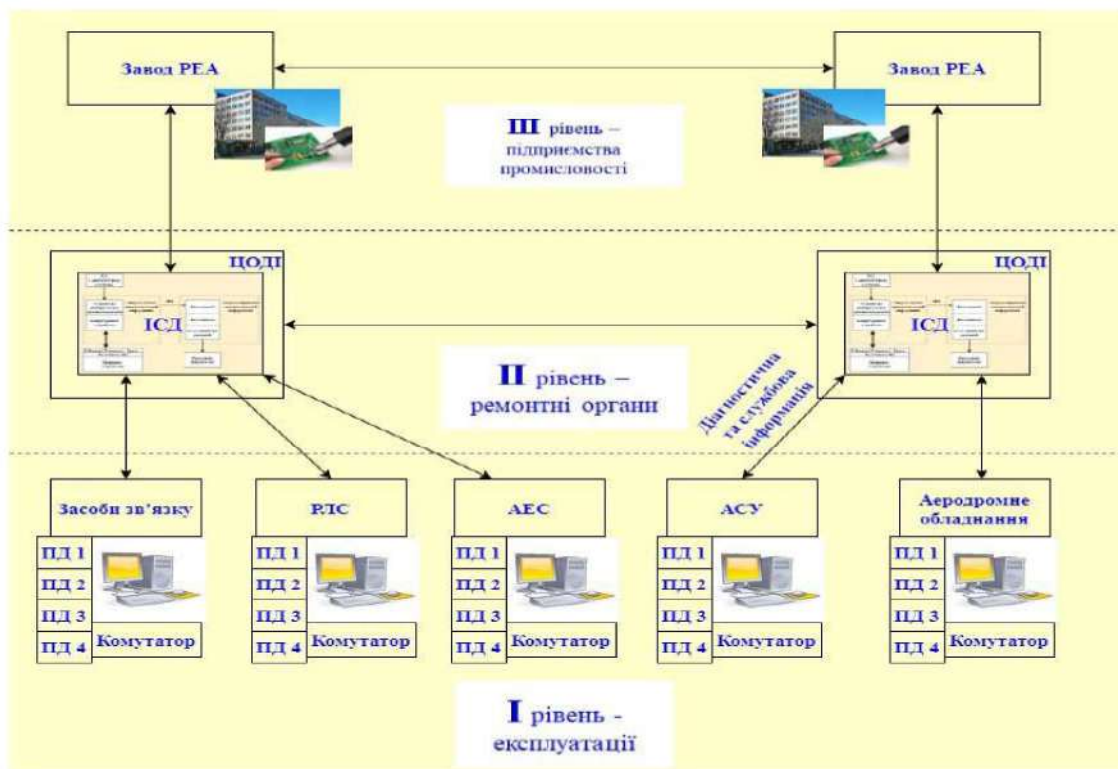 Завод РЕА
Завод РЕА
III рівень –
підприємства
промисловості
ЦОДІ
ІСД
ЦОДІ
ІСД
II рівень –
ремонтні органи
Діагностична
та службова
інформація
Засоби зв’язку
РЛС
АЕС
АСУ
Аеродромне
обладнання
ПД 1
ПД 2
ПД 3
ПД 4
Комутатор
ПД 1
ПД 2
ПД 3
ПД 4
Комутатор
ПД 1
ПД 2
ПД 3
ПД 4
Комутатор
ПД 1
ПД 2
ПД 3
ПД 4
Комутатор
ПД 1
ПД 2
ПД 3
ПД 4
Комутатор
I рівень -
експлуатації